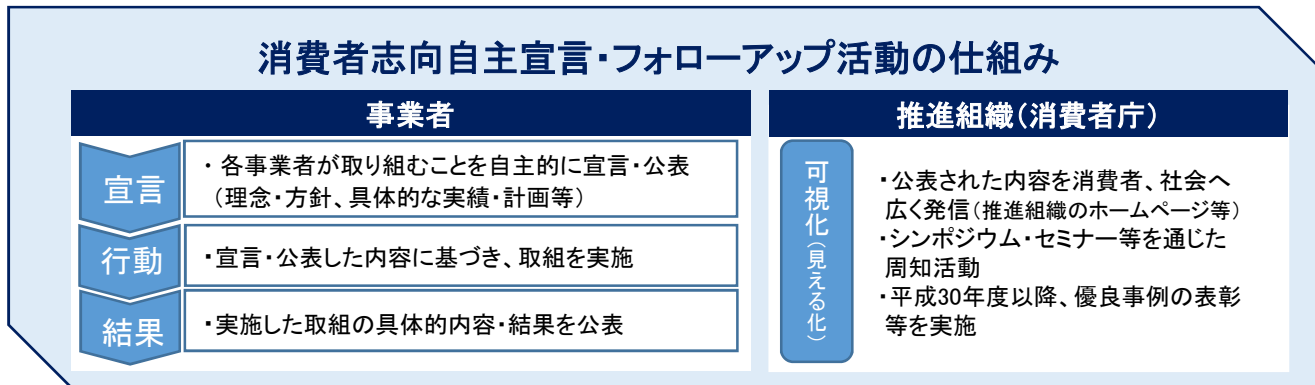 消費者志向自主宣言・フォローアップ活動の仕組み
事業者
宣言
・各事業者が取り組むことを自主的に宣言・公表
（理念・方針、具体的な実績・計画等）
行動
・宣言・公表した内容に基づき、取組を実施
結果
・実施した取組の具体的内容・結果を公表
推進組織（消費者庁）
可視化（見える化）
・公表された内容を消費者、社会へ
広く発信（推進組織のホームページ等）
・シンポジウム・セミナー等を通じた
周知活動
・平成30年度以降、優良事例の表彰
等を実施